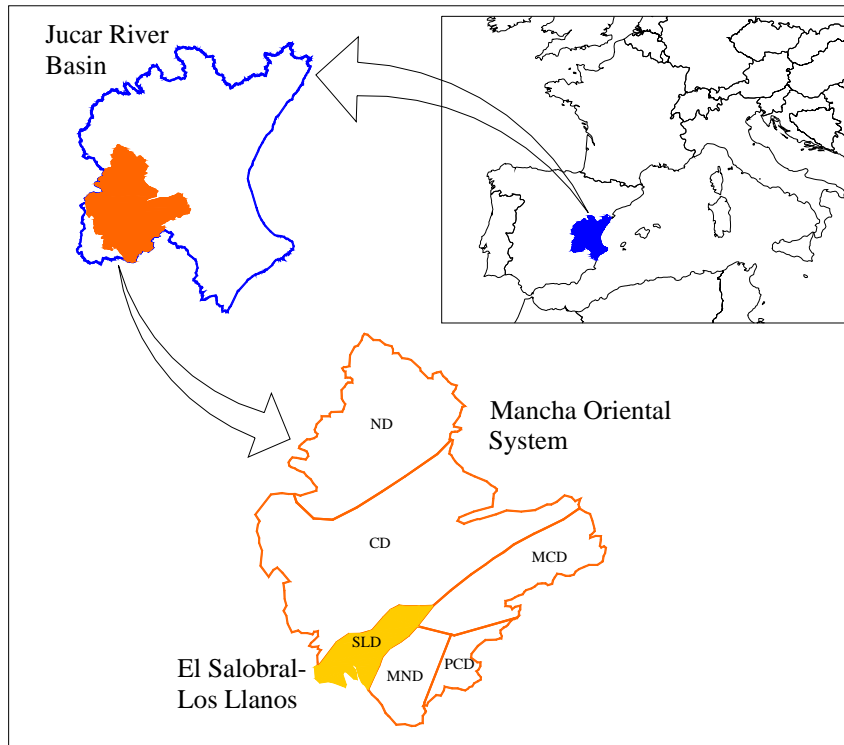 Jucar River
Basin
ND
Mancha Oriental
System
CD
MCD
SLD
El Salobral-
Los Llanos
MND
PCD